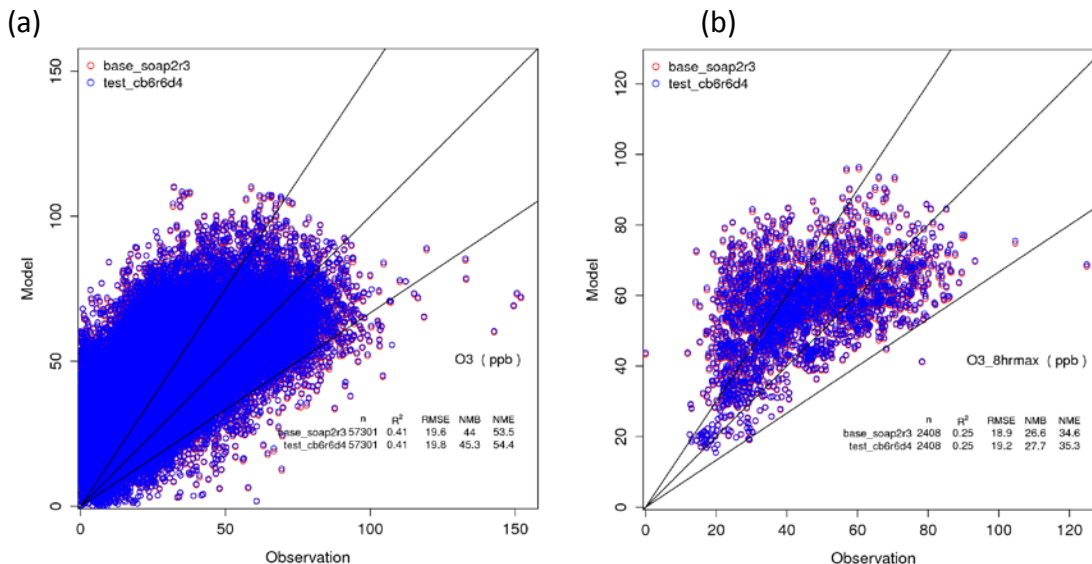 (a)
base_soap2r3
test_cb6r6d4
Model
0
50
100
150
O3 ( ppb )
n R² RMSE NMB NME
base_soap2r3 57301 0.41 19.6 44 53.5
test_cb6r6d4 57301 0.41 19.8 45.3 54.4
0 50 100 150
Observation
(b)
base_soap2r3
test_cb6r6d4
Model
0
20
40
60
80
100
120
O3_8hrmax ( ppb )
n R² RMSE NMB NME
base_soap2r3 2408 0.25 18.9 26.6 34.6
test_cb6r6d4 2408 0.25 19.2 27.7 35.3
0 20 40 60 80 100 120
Observation